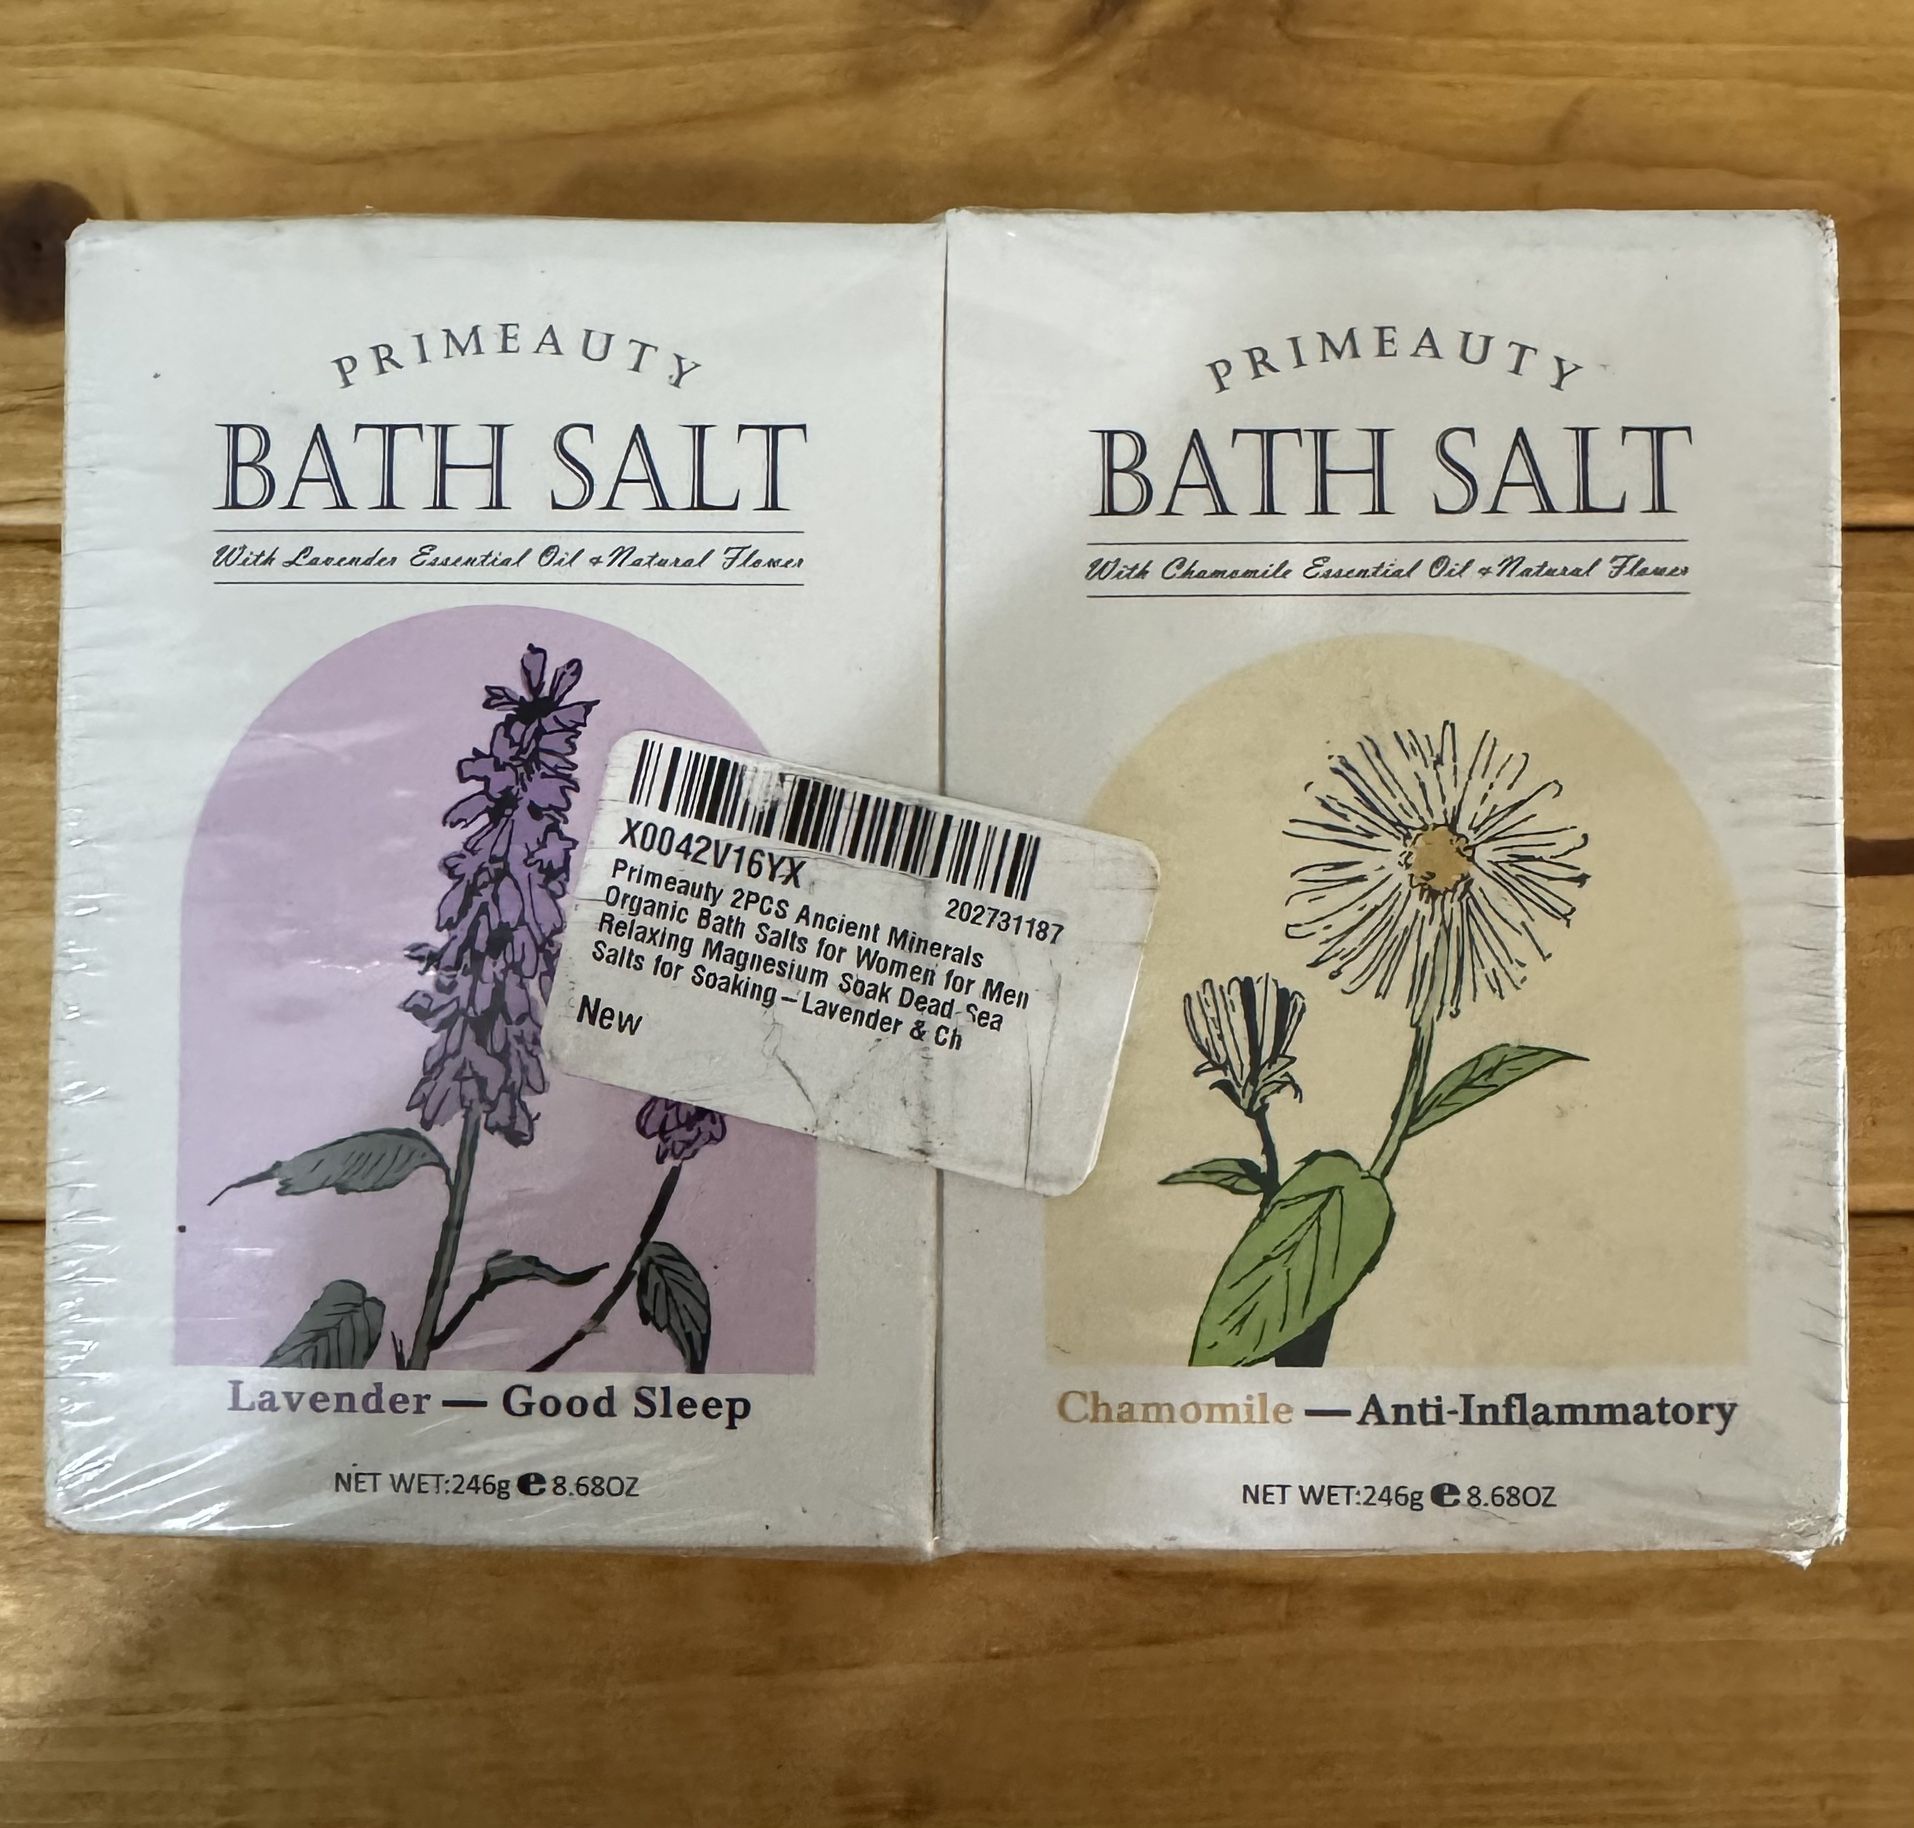 PRIMEAUTY
BATH SALT
With Lavender Essential Oil & Natural Flower
Lavender — Good Sleep
NET WET:246g e 8.68OZ
X0042V16YX
202731187
Primeauty 2PCS Ancient Minerals
Organic Bath Salts for Women for Men
Relaxing Magnesium Soak Dead Sea
Salts for Soaking – Lavender & Ch
New
PRIMEAUTY
BATH SALT
With Chamomile Essential Oil & Natural Flower
Chamomile — Anti-Inflammatory
NET WET:246g e 8.68OZ